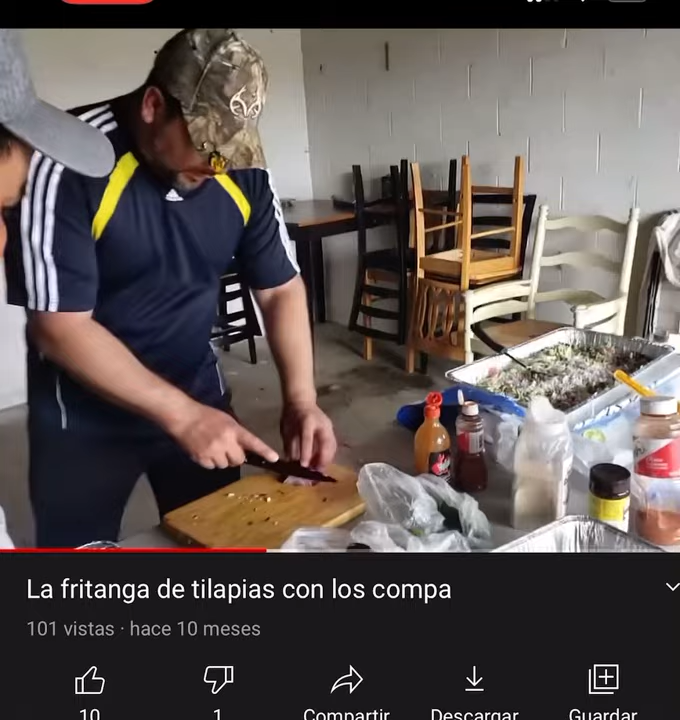 La fritanga de tilapias con los compa
101 vistas · hace 10 meses
10
1
Compartir
Descargar
Guardar